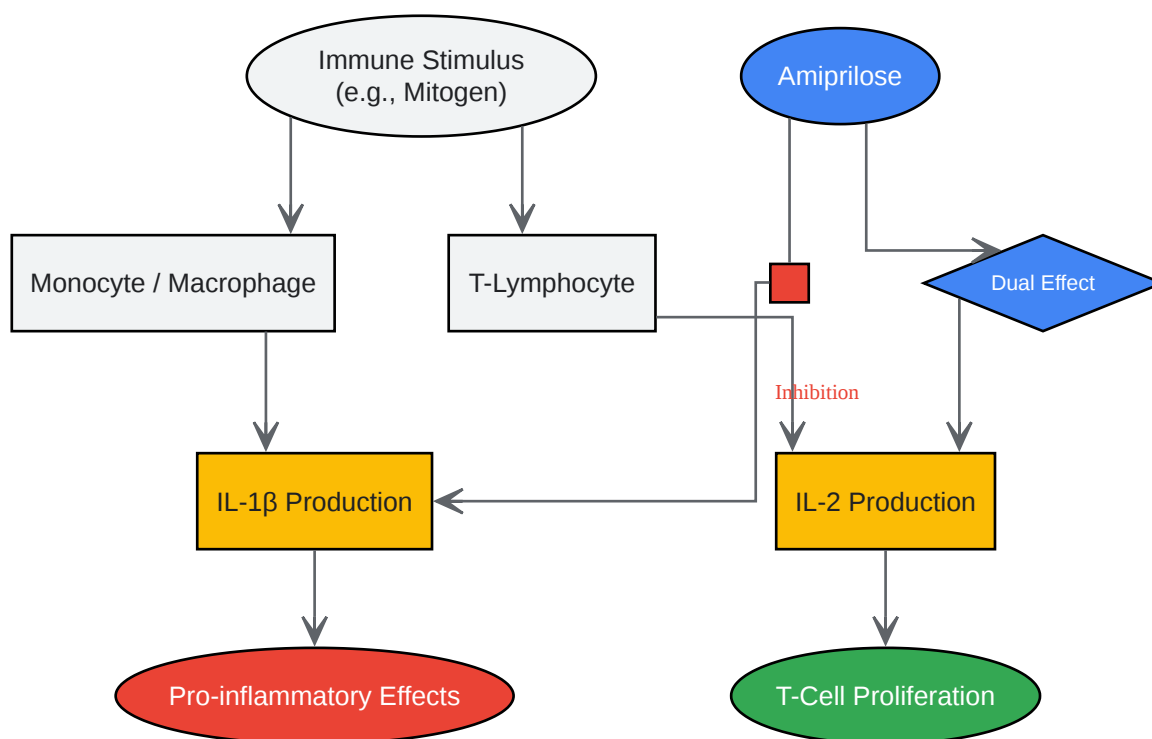 Immune Stimulus
(e.g., Mitogen)
Amiprilose
Monocyte / Macrophage
T-Lymphocyte
Dual Effect
Inhibition
IL-1β Production
IL-2 Production
Pro-inflammatory Effects
T-Cell Proliferation